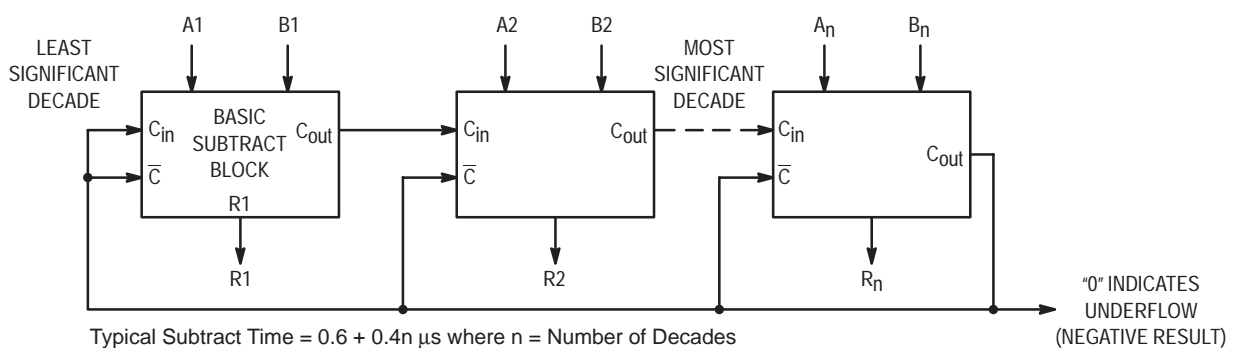 A1 B1 A2 B2 An Bn
LEAST
SIGNIFICANT
DECADE
MOST
SIGNIFICANT
DECADE
BASIC
SUBTRACT
BLOCK
Cin
Cout
C̅
R1
Cin
Cout
C̅
Cin
Cout
C̅
R1 R2 Rn
"0" INDICATES
UNDERFLOW
(NEGATIVE RESULT)
Typical Subtract Time = 0.6 + 0.4n µs where n = Number of Decades